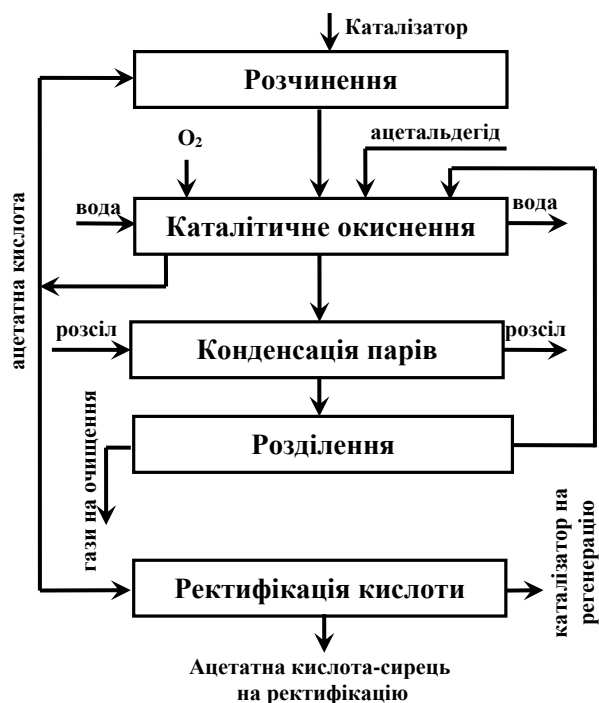 Каталізатор
Розчинення
O₂
ацетальдегід
вода
Каталітичне окиснення
вода
ацетатна кислота
розсіл
Конденсація парів
розсіл
Розділення
гази на очищення
Ректифікація кислоти
каталізатор на
регенерацію
Ацетатна кислота-сирець
на ректифікацію